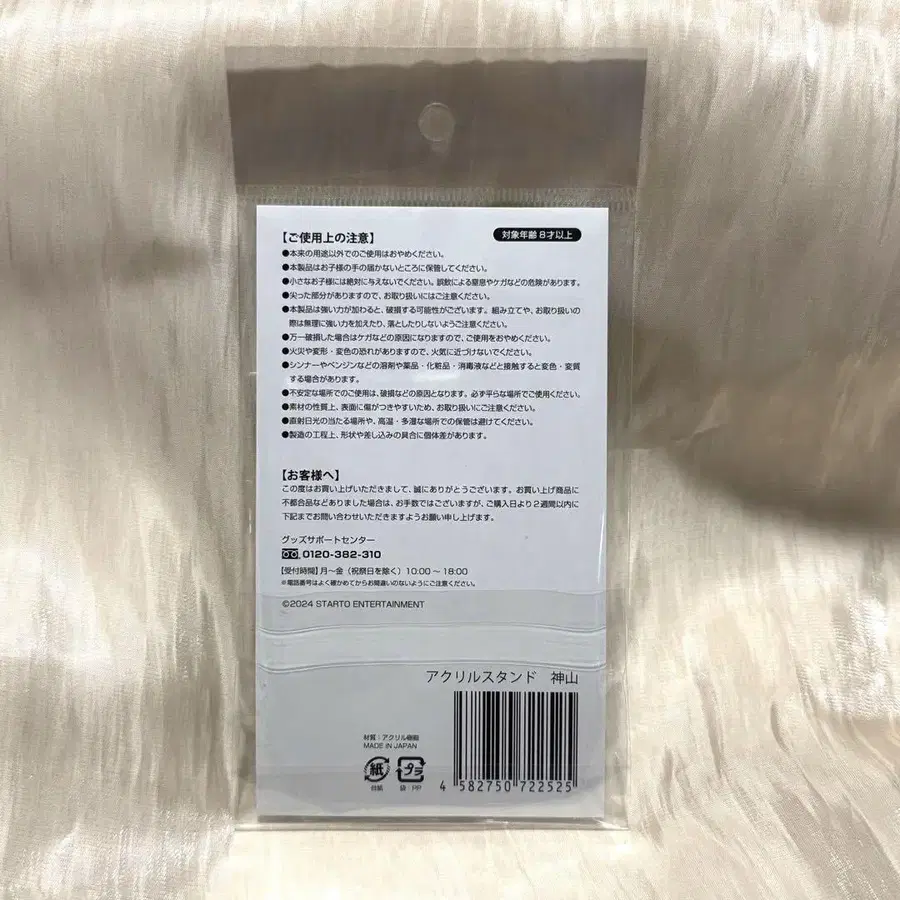 【ご使用上の注意】
対象年齢 8才以上
●本来の用途以外でのご使用はおやめください。
●本製品はお子様の手の届かないところに保管してください。
●小さなお子様には絶対に与えないでください。誤飲による窒息やケガなどの危険があります。
●尖った部分がありますので、お取り扱いにはご注意ください。
●本製品は強い力が加わると、破損する可能性がございます。組み立てや、お取り扱いの
際は無理に強い力を加えたり、落としたりしないようご注意ください。
●万一破損した場合はケガなどの原因になりますので、ご使用をおやめください。
●火災や変形・変色の恐れがありますので、火気に近づけないでください。
●シンナーやベンジンなどの溶剤や薬品・化粧品・消毒液などと接触すると変色・変質
する場合があります。
●不安定な場所でのご使用は、破損などの原因となります。必ず平らな場所でご使用ください。
●素材の性質上、表面に傷がつきやすいため、お取り扱いにご注意ください。
●直射日光の当たる場所や、高温・多湿な場所での保管は避けてください。
●製造の工程上、形状や差し込みの具合に個体差があります。
【お客様へ】
この度はお買い上げいただきまして、誠にありがとうございます。お買い上げ商品に
不都合品などありました場合は、お手数ではございますが、ご購入日より2週間以内に
下記までお問い合わせいただきますようお願い申し上げます。
グッズサポートセンター
0120-382-310
【受付時間】月〜金（祝祭日を除く）10:00〜18:00
※電話番号はよく確かめてからお間違いのないようにご注意ください。
©2024 STARTO ENTERTAINMENT
アクリルスタンド 神山
材質：アクリル樹脂
MADE IN JAPAN
紙 プラ
台紙 袋：PP
4 582750 722525